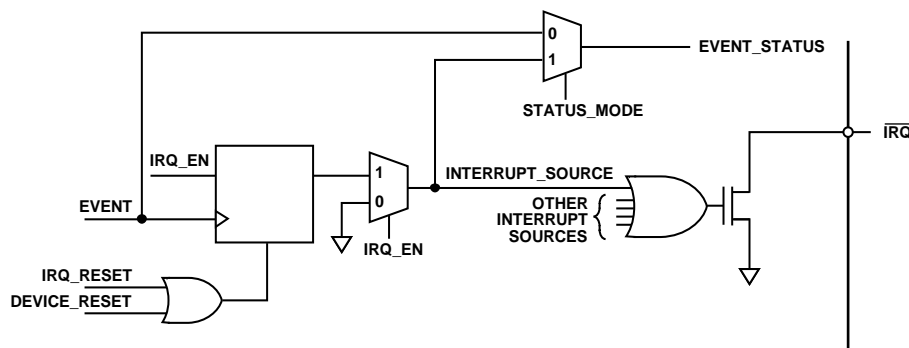 0
EVENT_STATUS
1
STATUS_MODE
IRQ
IRQ_EN
1
INTERRUPT_SOURCE
0
OTHER
INTERRUPT
SOURCES
EVENT
IRQ_EN
IRQ_RESET
DEVICE_RESET